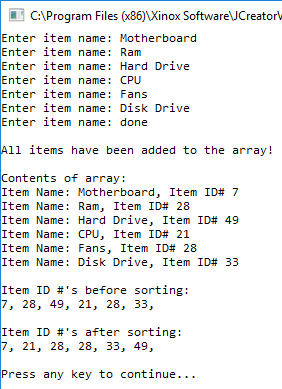 C:\Program Files (x86)\Xinox Software\JCreatorV
Enter item name: Motherboard
Enter item name: Ram
Enter item name: Hard Drive
Enter item name: CPU
Enter item name: Fans
Enter item name: Disk Drive
Enter item name: done
All items have been added to the array!
Contents of array:
Item Name: Motherboard, Item ID# 7
Item Name: Ram, Item ID# 28
Item Name: Hard Drive, Item ID# 49
Item Name: CPU, Item ID# 21
Item Name: Fans, Item ID# 28
Item Name: Disk Drive, Item ID# 33
Item ID #'s before sorting:
7, 28, 49, 21, 28, 33,
Item ID #'s after sorting:
7, 21, 28, 28, 33, 49,
Press any key to continue...